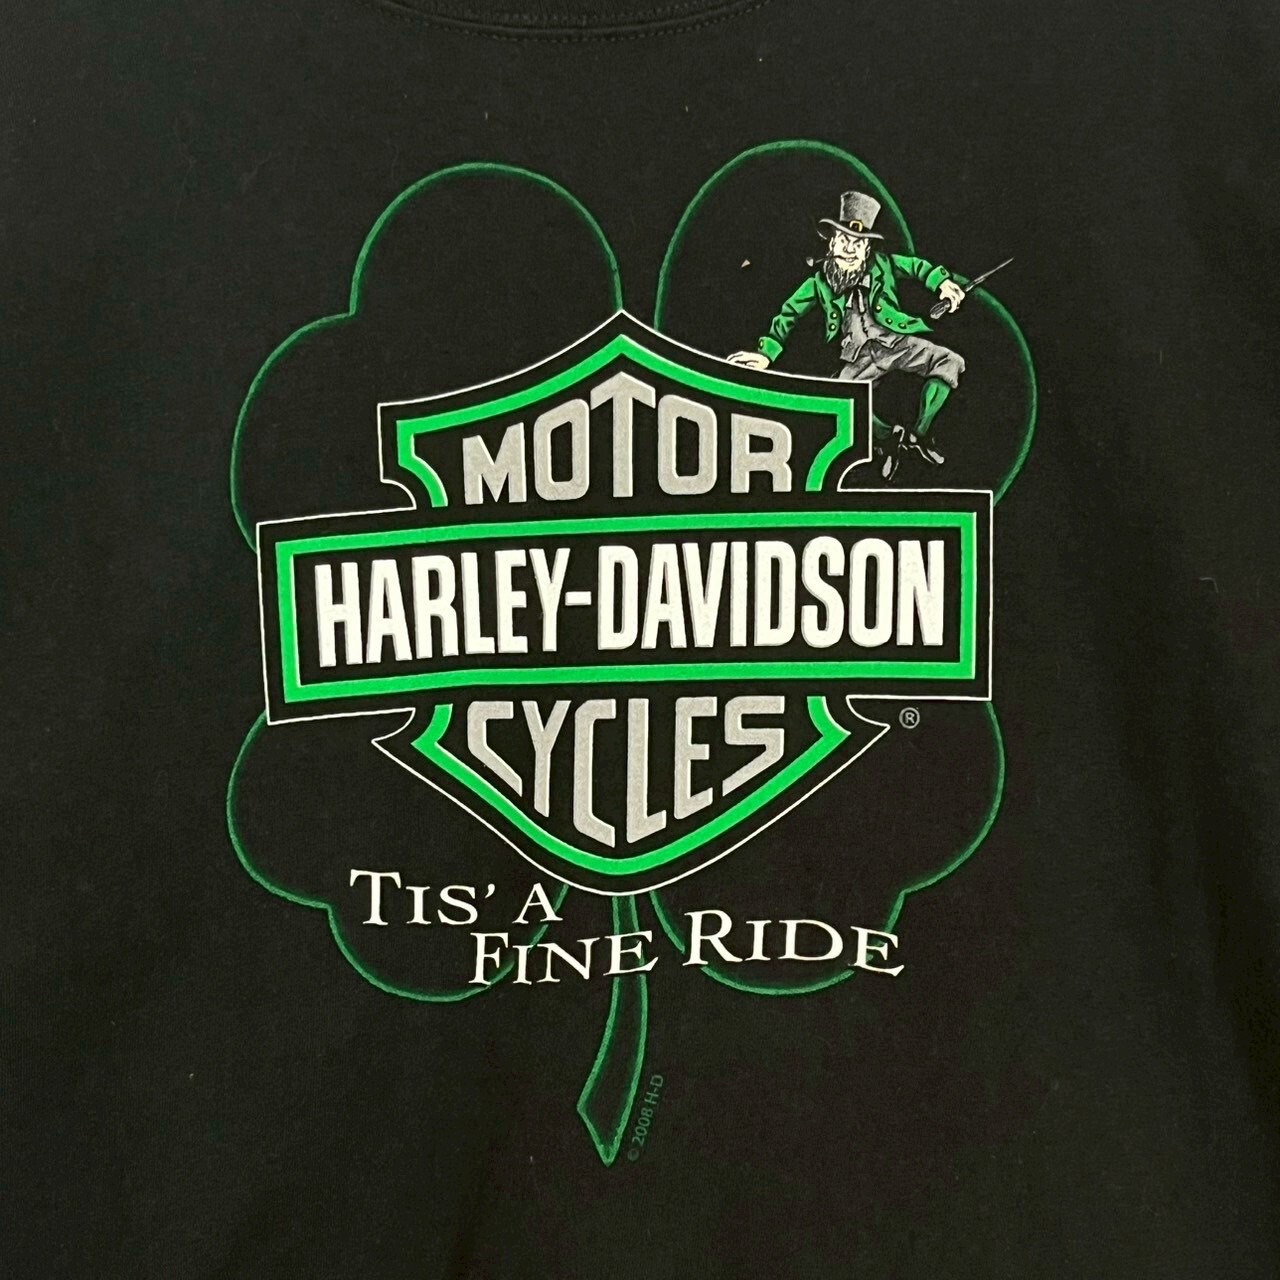 MOTOR
HARLEY-DAVIDSON
CYCLES
®
TIS' A
FINE RIDE
© 2008 H-D